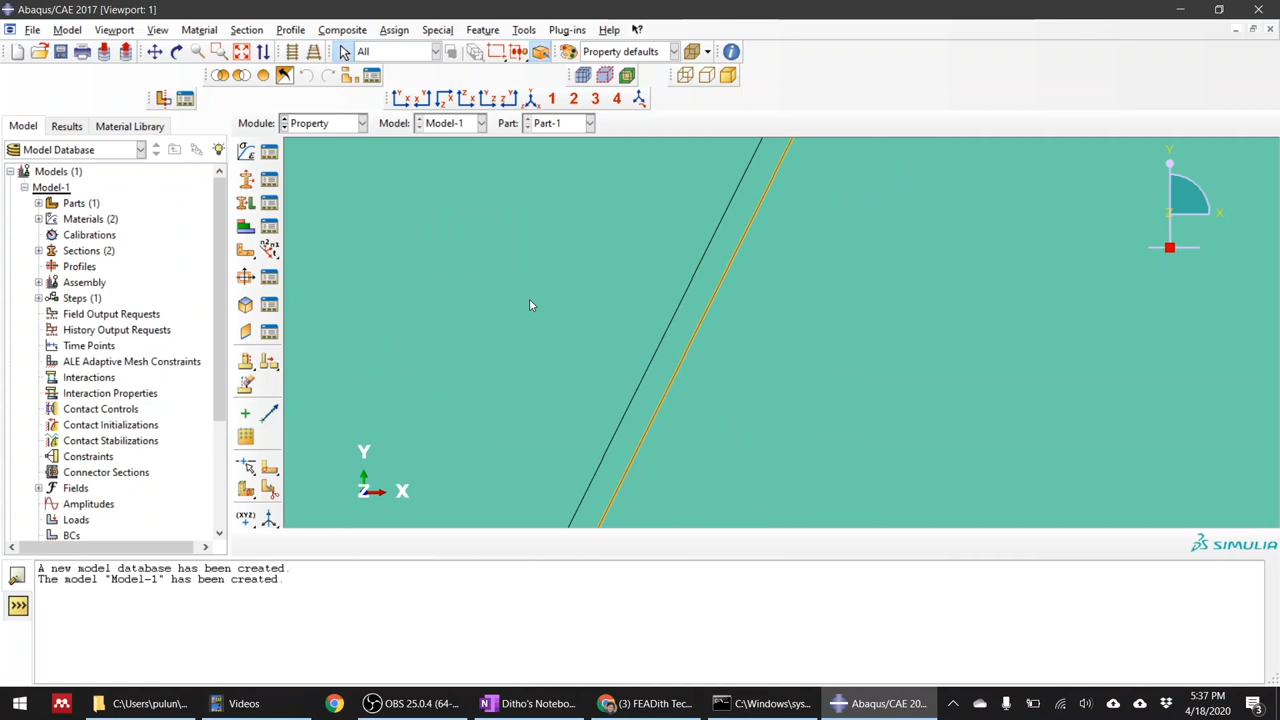 Abaqus/CAE 2017 [Viewport: 1]
File Model Viewport View Material Section Profile Composite Assign Special Feature Tools Plug-ins Help
All Property defaults
1 2 3 4
Model Results Material Library Module: Property Model: Model-1 Part: Part-1
Model Database
Models (1)
Model-1
Parts (1)
Materials (2)
Calibrations
Sections (2)
Profiles
Assembly
Steps (1)
Field Output Requests
History Output Requests
Time Points
ALE Adaptive Mesh Constraints
Interactions
Interaction Properties
Contact Controls
Contact Initializations
Contact Stabilizations
Constraints
Connector Sections
Fields
Amplitudes
Loads
BCs
Y
Z X
Y
Z X
SIMULIA
A new model database has been created.
The model "Model-1" has been created.
C:\Users\pulun\... Videos OBS 25.0.4 (64-... Ditho's Notebo... (3) FEADith Tec... C:\Windows\sys... Abaqus/CAE 20...
5:37 PM
4/18/2020